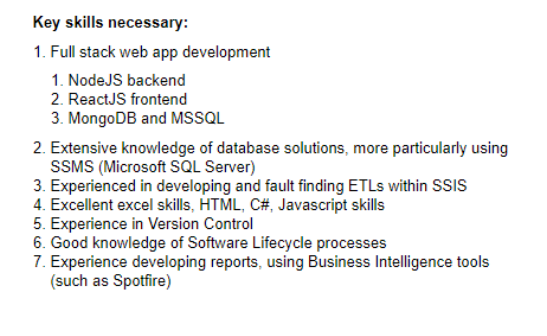 Key skills necessary:
1. Full stack web app development
1. NodeJS backend
2. ReactJS frontend
3. MongoDB and MSSQL
2. Extensive knowledge of database solutions, more particularly using
SSMS (Microsoft SQL Server)
3. Experienced in developing and fault finding ETLs within SSIS
4. Excellent excel skills, HTML, C#, Javascript skills
5. Experience in Version Control
6. Good knowledge of Software Lifecycle processes
7. Experience developing reports, using Business Intelligence tools
(such as Spotfire)